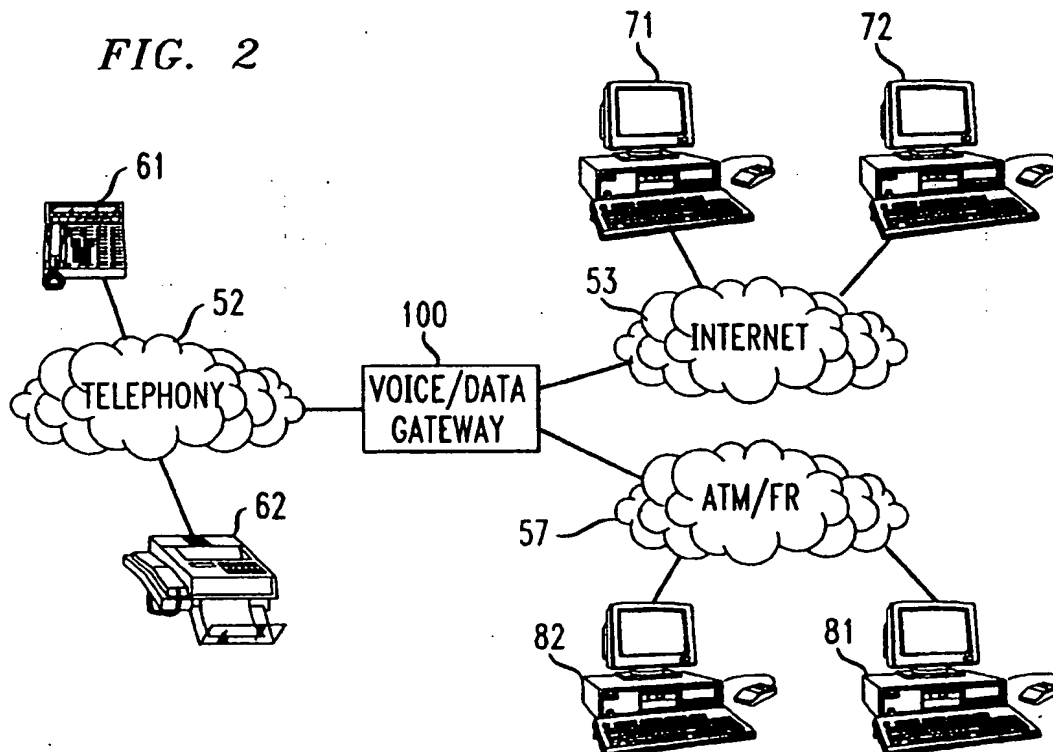 FIG. 2
71
72
61
52
53
100
TELEPHONY
VOICE/DATA
GATEWAY
INTERNET
ATM/FR
57
62
82
81